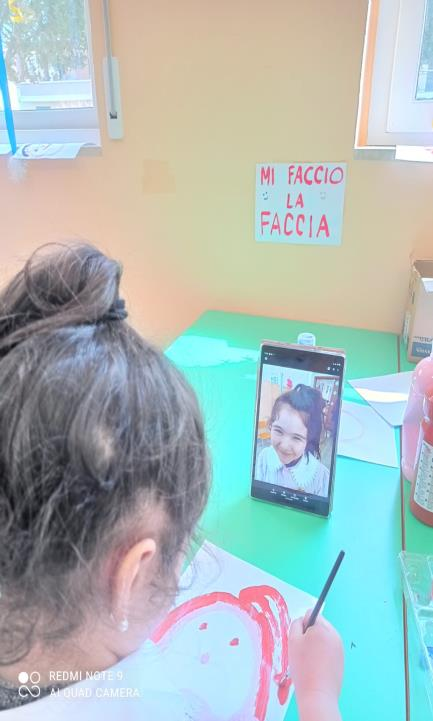 MI FACCIO
LA
FACCIA
REDMI NOTE 9
AI QUAD CAMERA